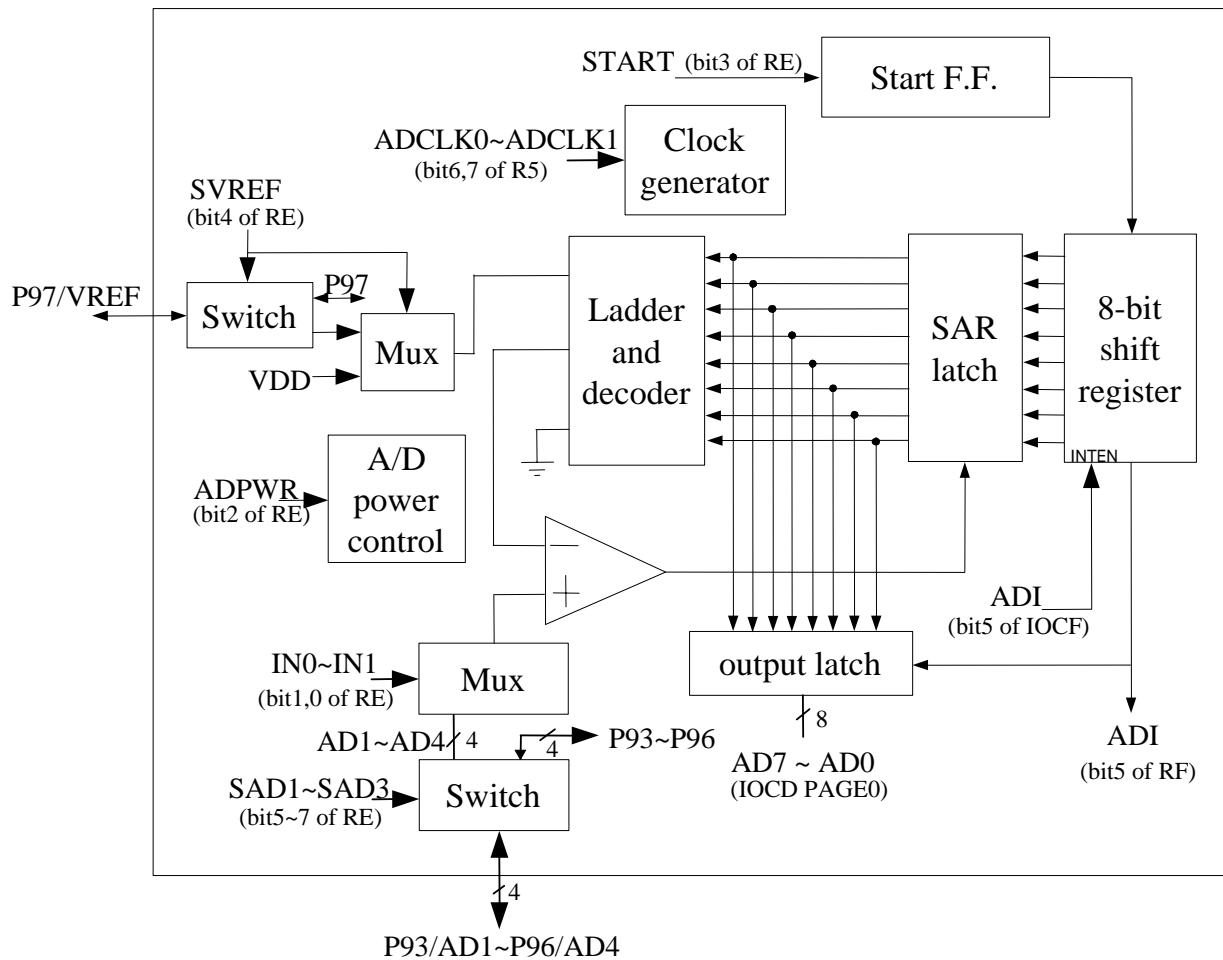 START (bit3 of RE)
Start F.F.
ADCLK0~ADCLK1
(bit6,7 of R5)
Clock
generator
SVREF
(bit4 of RE)
P97/VREF
Switch
P97
Mux
VDD
Ladder
and
decoder
SAR
latch
8-bit
shift
register
INTEN
ADPWR
(bit2 of RE)
A/D
power
control
−
+
ADI
(bit5 of IOCF)
IN0~IN1
(bit1,0 of RE)
Mux
output latch
8
AD7 ~ AD0
(IOCD PAGE0)
ADI
(bit5 of RF)
AD1~AD4
4
4
P93~P96
SAD1~SAD3
(bit5~7 of RE)
Switch
4
P93/AD1~P96/AD4